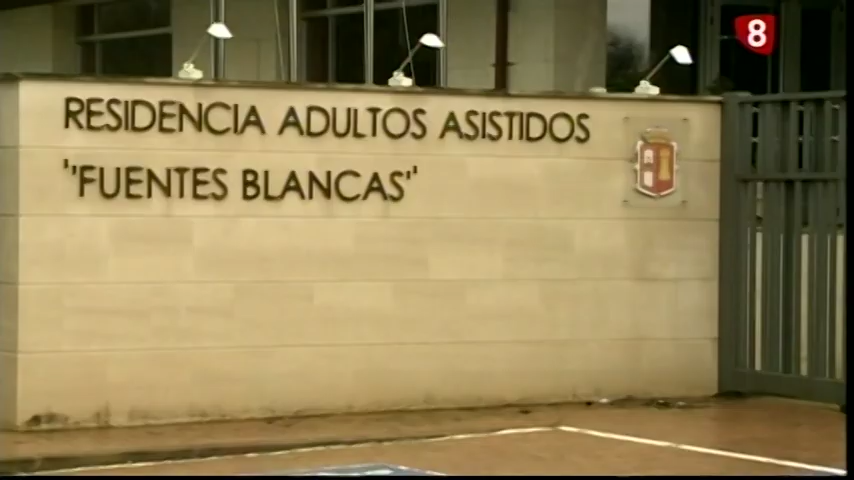 8
RESIDENCIA ADULTOS ASISTIDOS
"FUENTES BLANCAS"